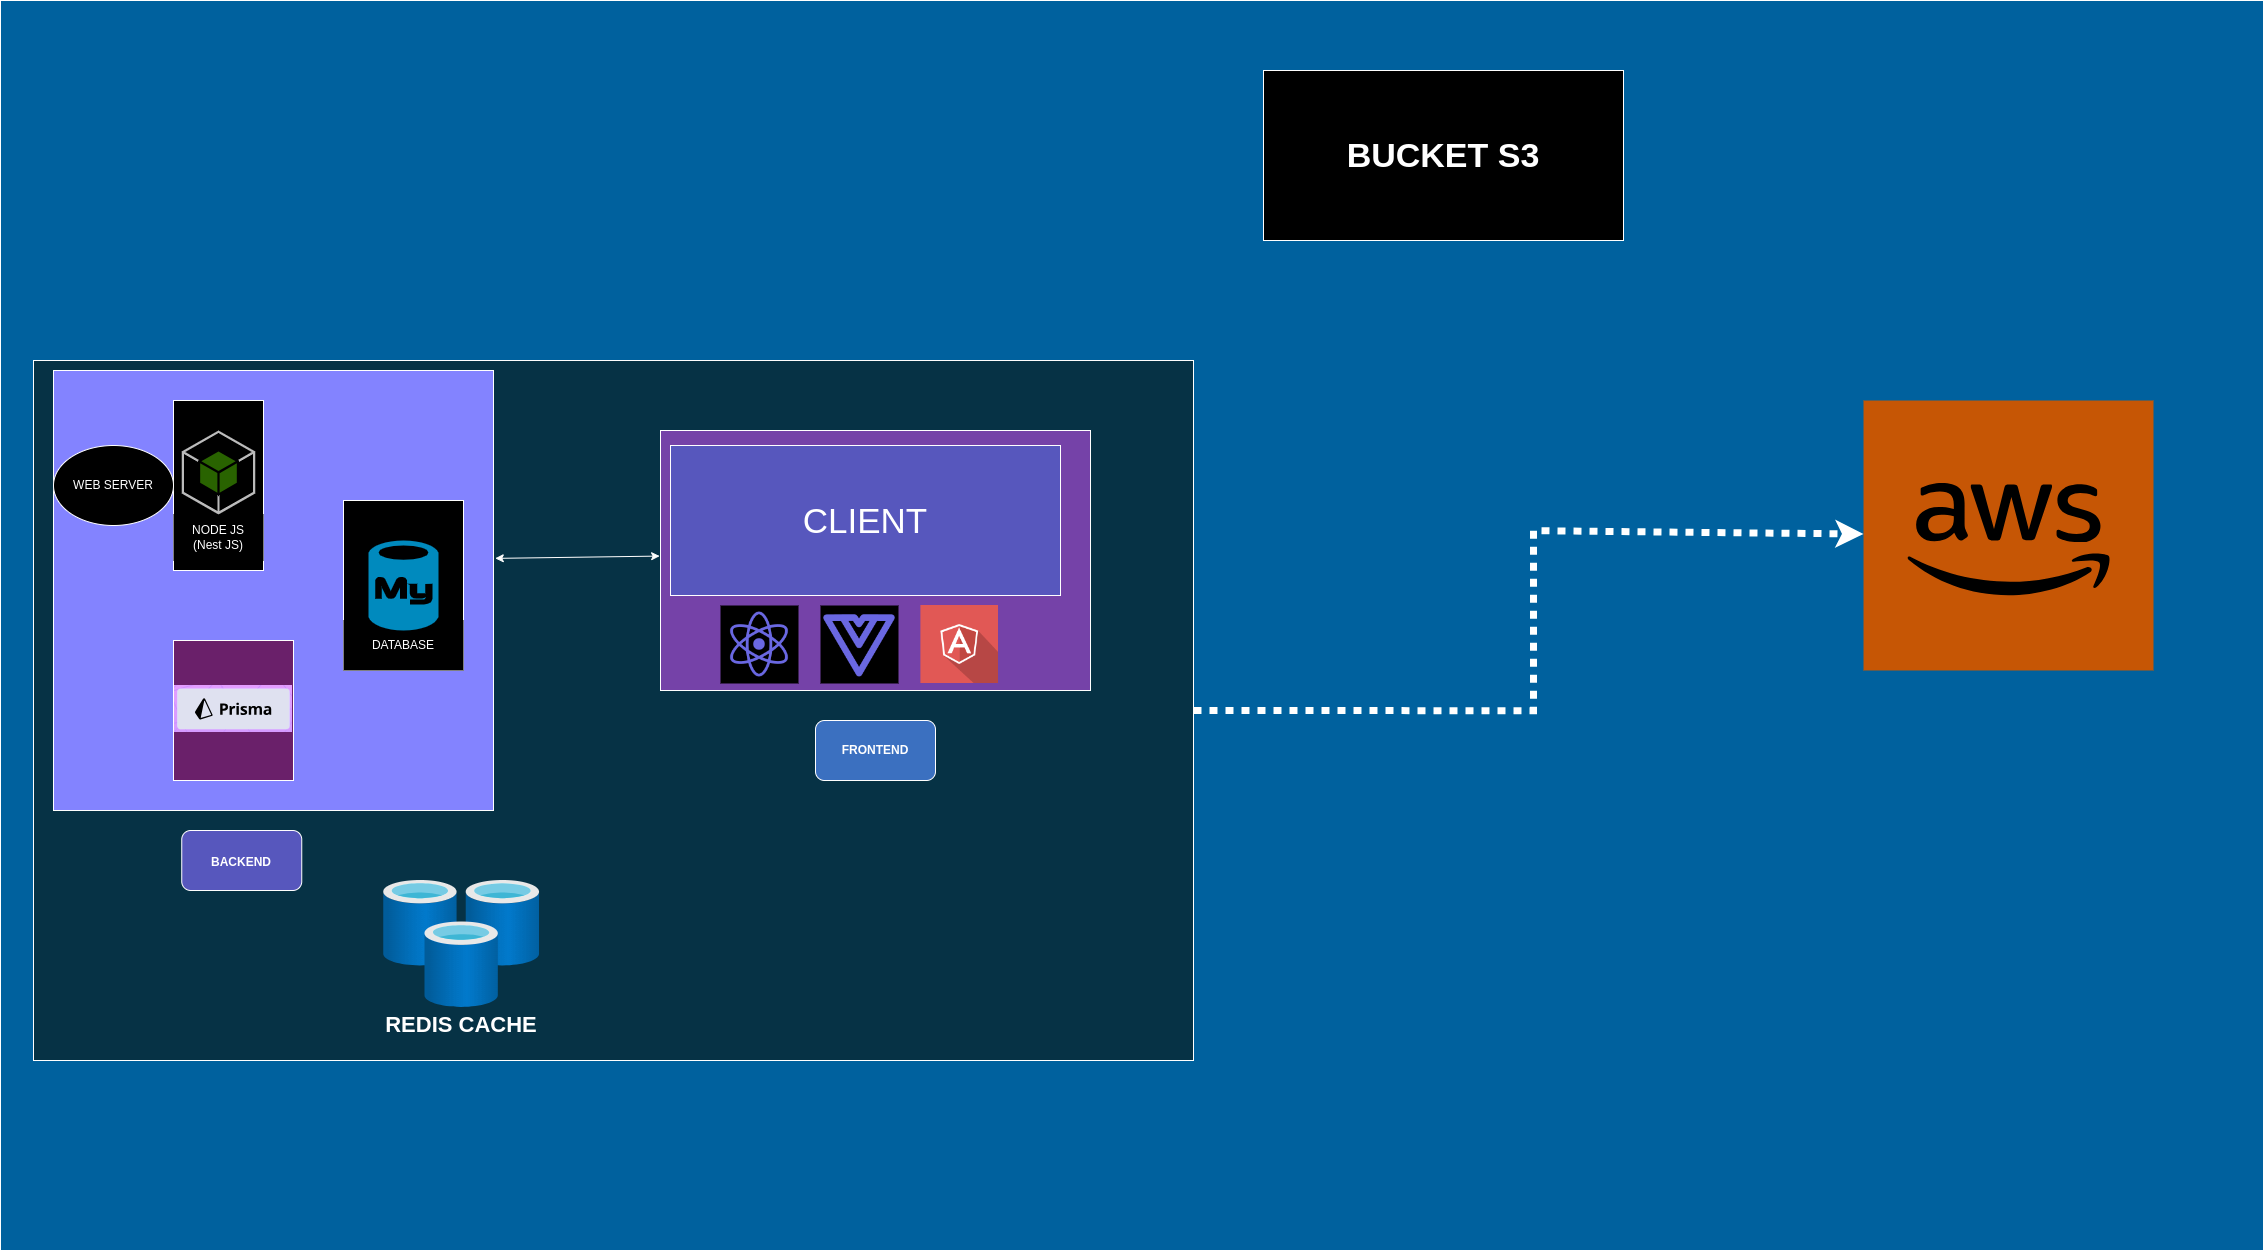 BUCKET S3
WEB SERVER
NODE JS
(Nest JS)
My
DATABASE
Prisma
BACKEND
CLIENT
A
FRONTEND
REDIS CACHE
aws